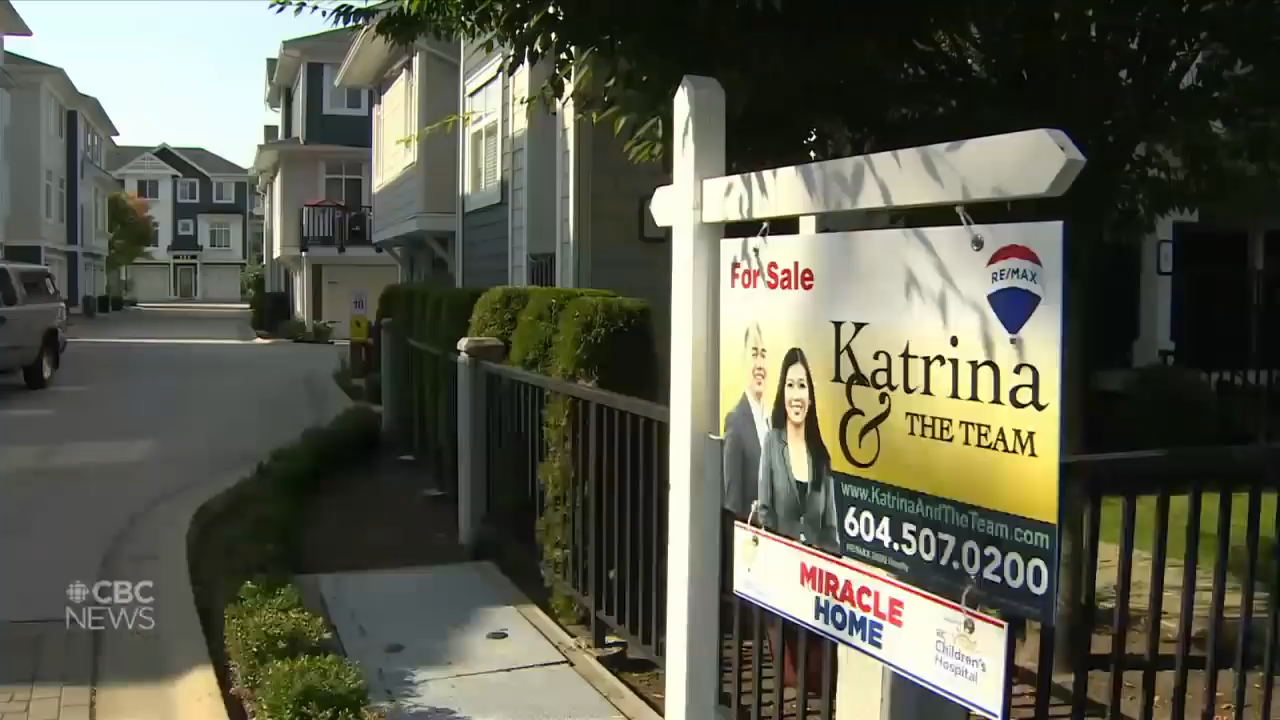 For Sale
RE/MAX
Katrina
& THE TEAM
www.KatrinaAndTheTeam.com
604.507.0200
MIRACLE
HOME
Children's
Hospital
10
CBC
NEWS